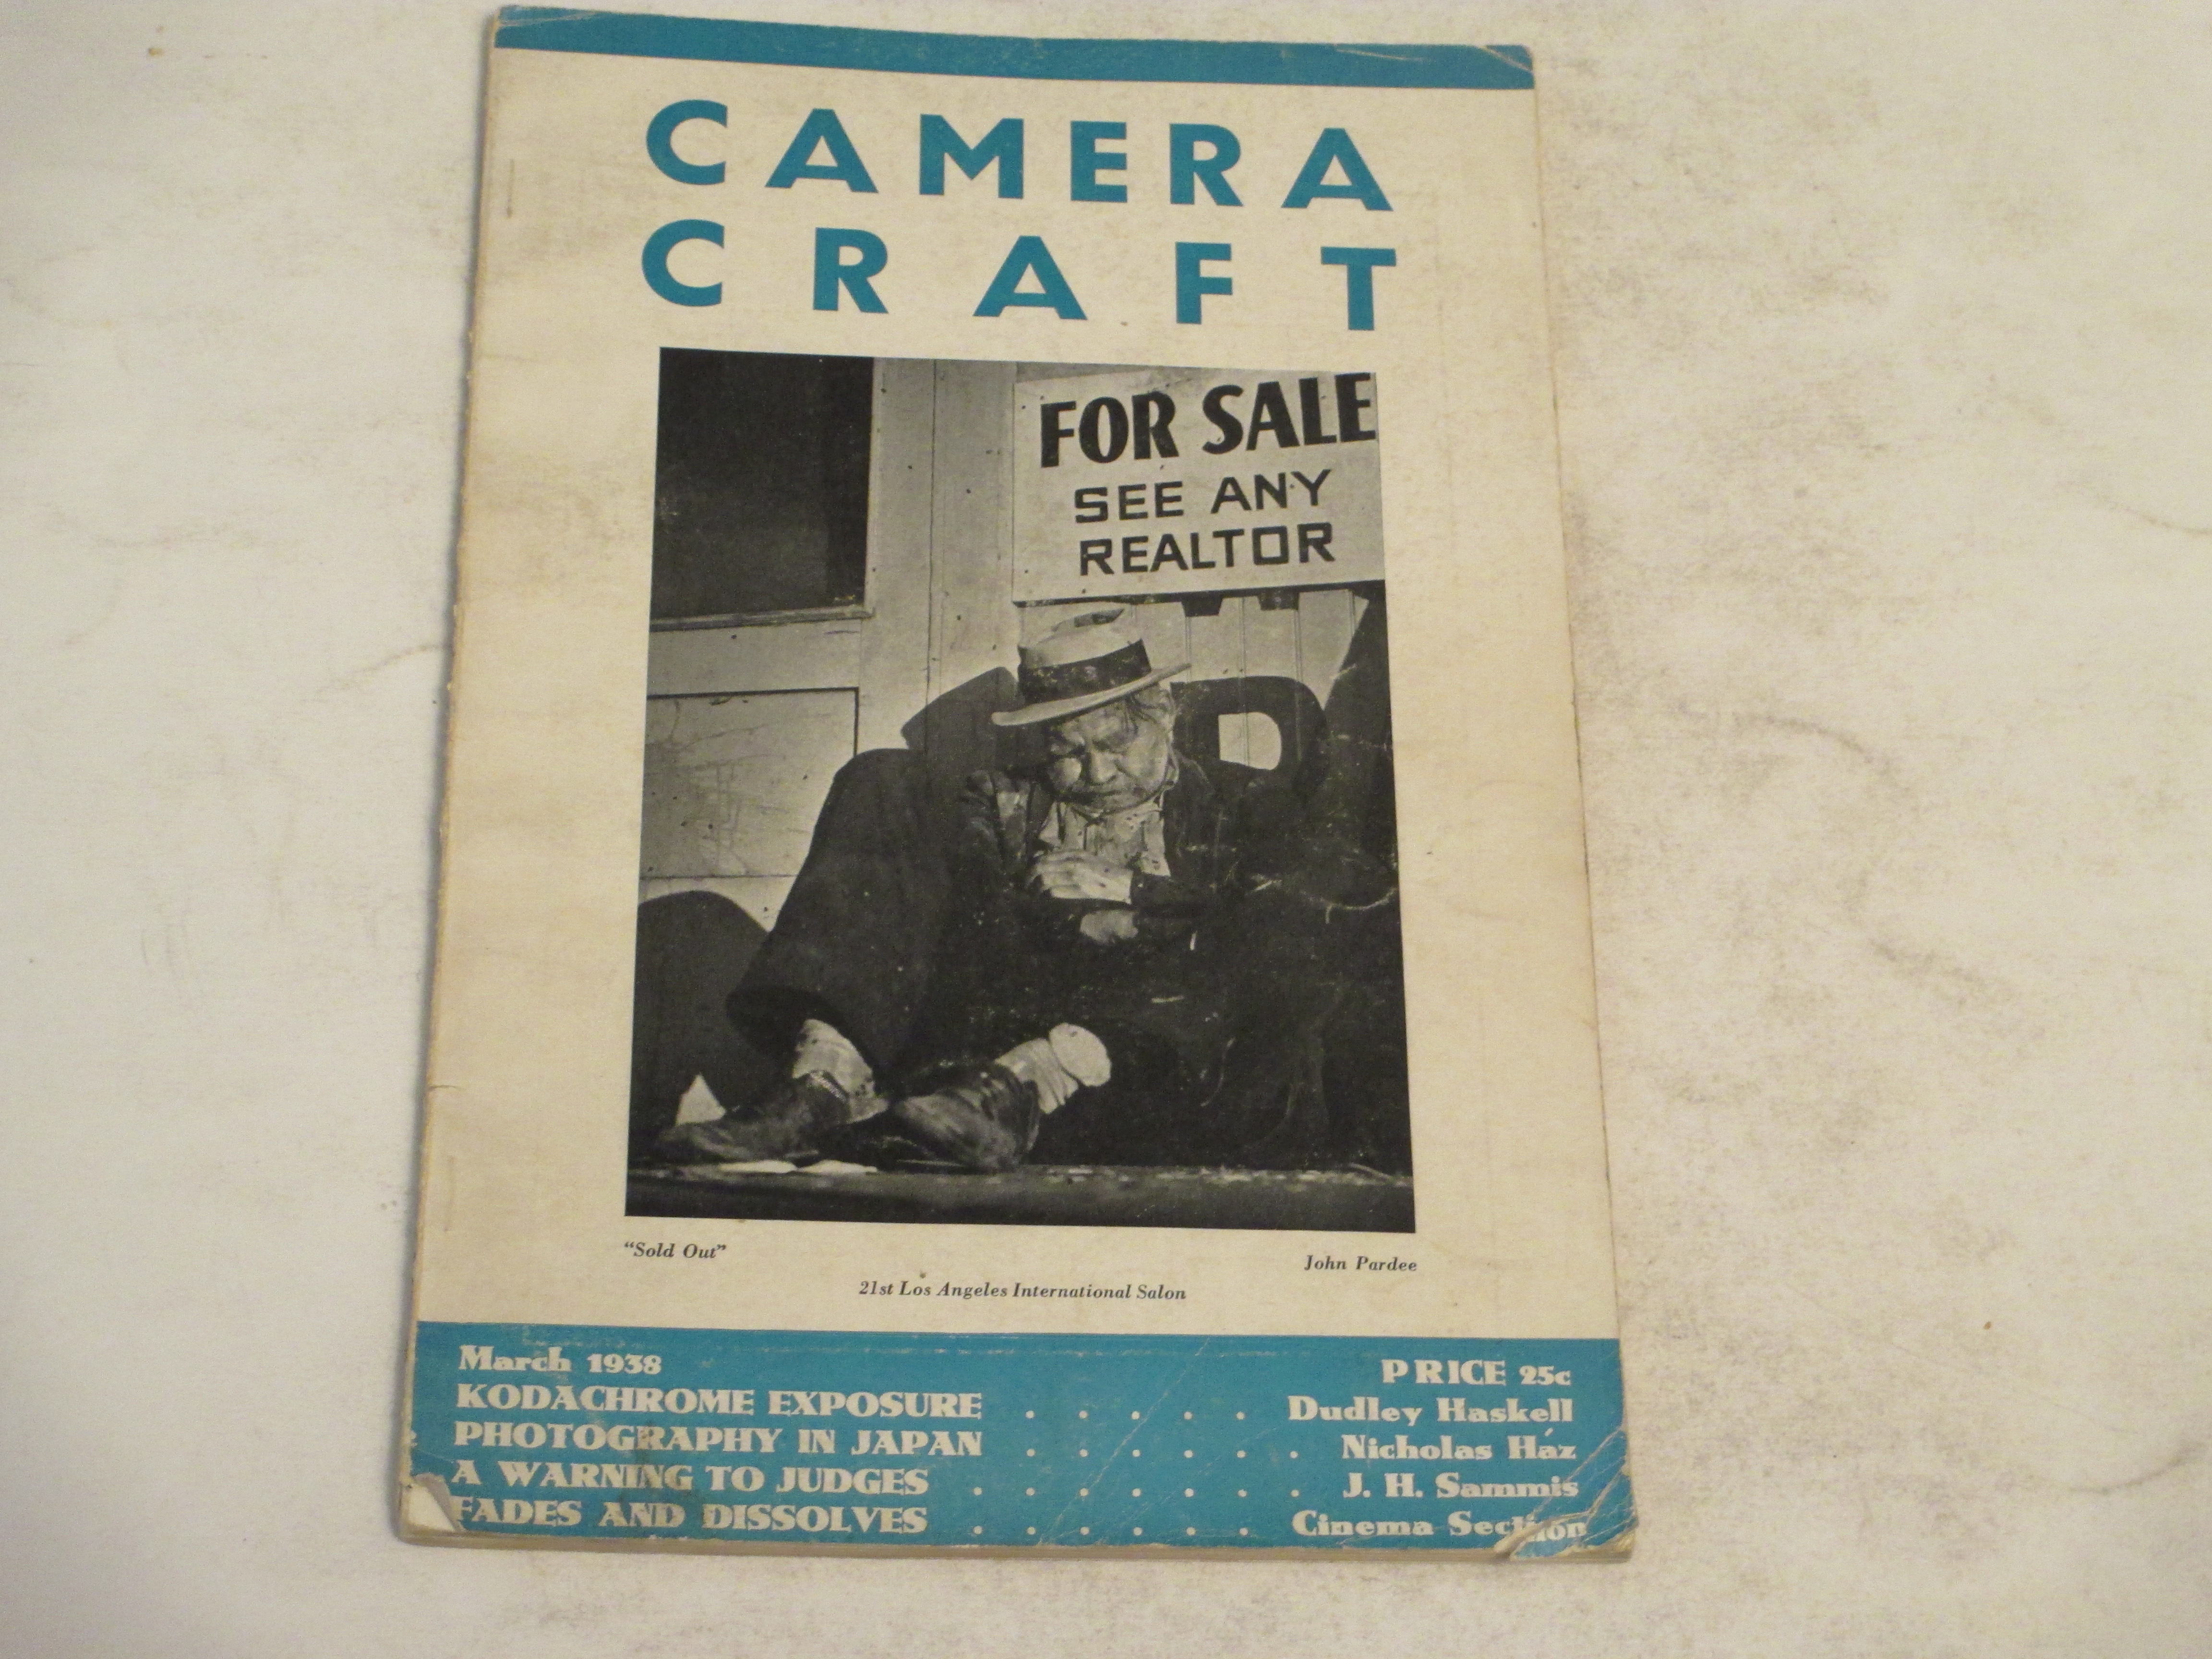 CAMERA
CRAFT
FOR SALE
SEE ANY
REALTOR
"Sold Out" John Pardee
21st Los Angeles International Salon
March 1938 PRICE 25c
KODACHROME EXPOSURE . . . . . Dudley Haskell
PHOTOGRAPHY IN JAPAN . . . . . . Nicholas Ház
A WARNING TO JUDGES . . . . . . . J. H. Sammis
FADES AND DISSOLVES . . . . . . Cinema Section